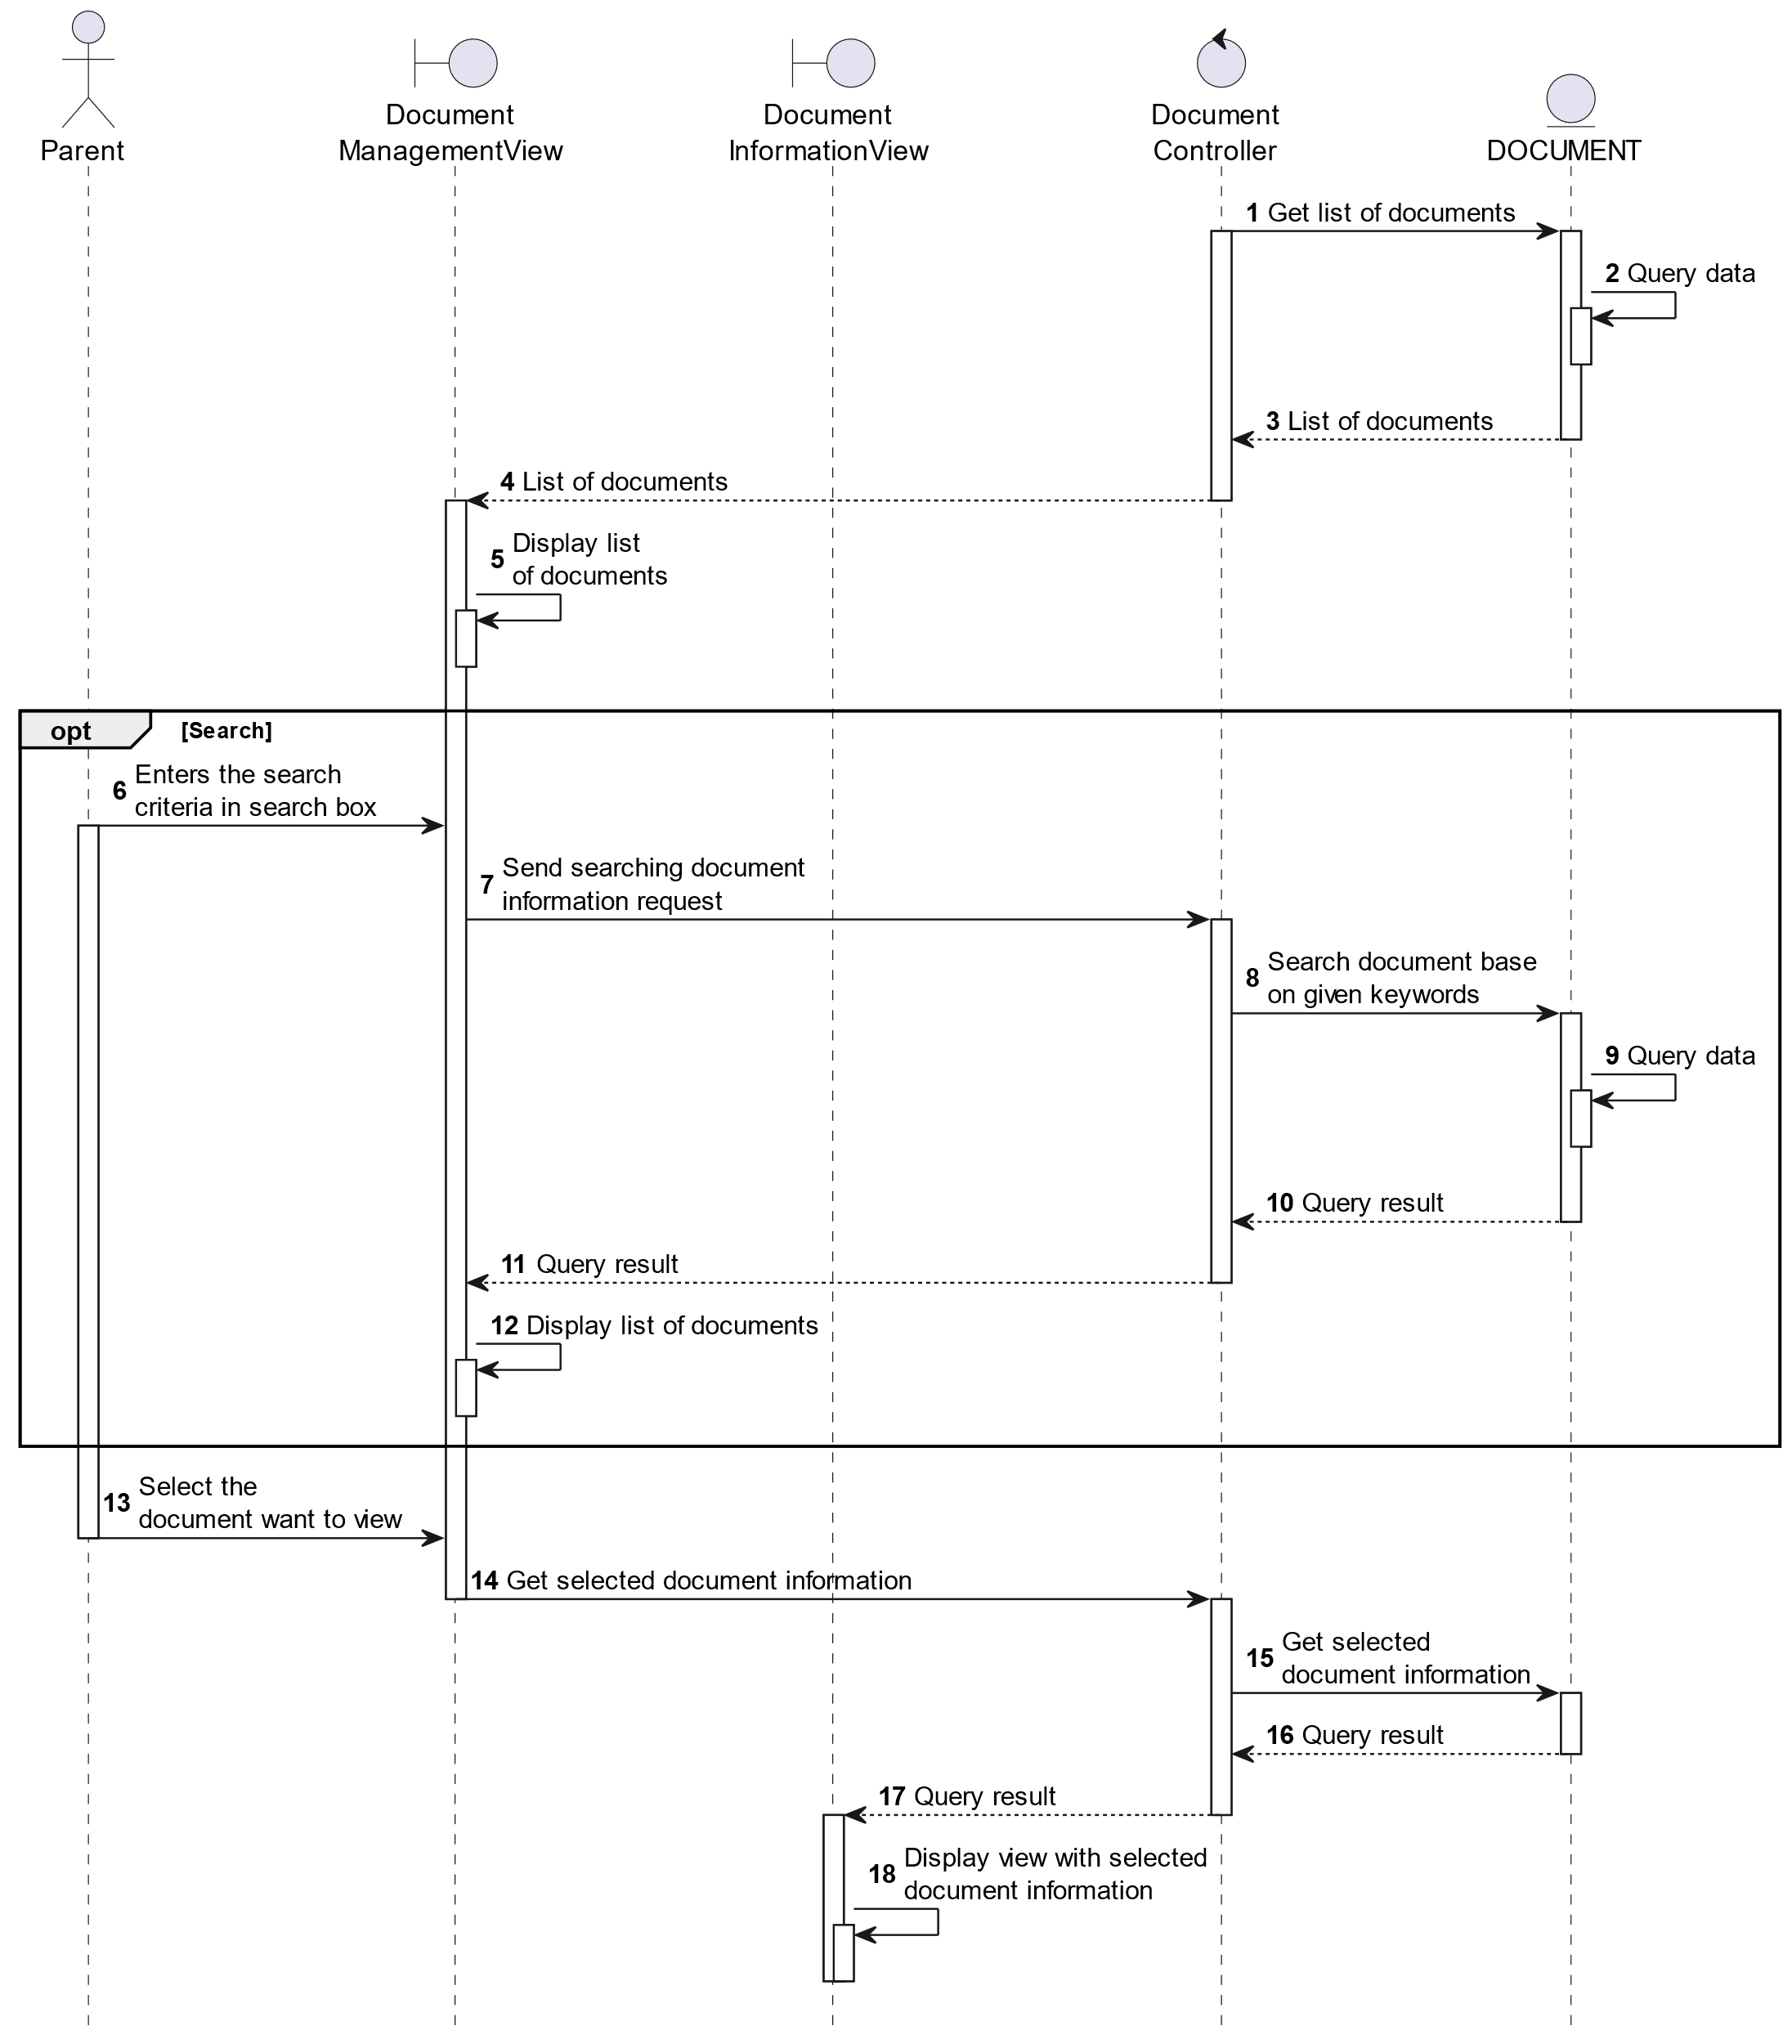 Parent
Document
ManagementView
Document
InformationView
Document
Controller
DOCUMENT
1 Get list of documents
2 Query data
3 List of documents
4 List of documents
5 Display list
of documents
opt [Search]
6 Enters the search
criteria in search box
7 Send searching document
information request
8 Search document base
on given keywords
9 Query data
10 Query result
11 Query result
12 Display list of documents
13 Select the
document want to view
14 Get selected document information
15 Get selected
document information
16 Query result
17 Query result
18 Display view with selected
document information